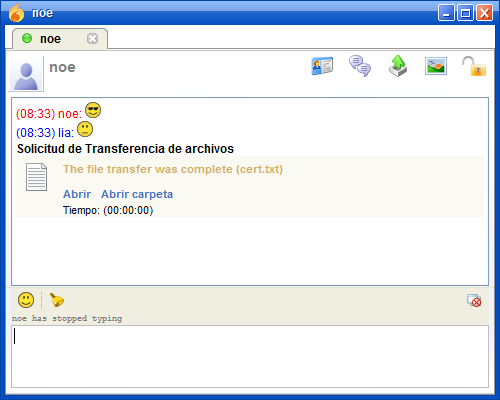 noe
noe
noe
(08:33) noe:
(08:33) lia:
Solicitud de Transferencia de archivos
The file transfer was complete (cert.txt)
Abrir Abrir carpeta
Tiempo: (00:00:00)
noe has stopped typing